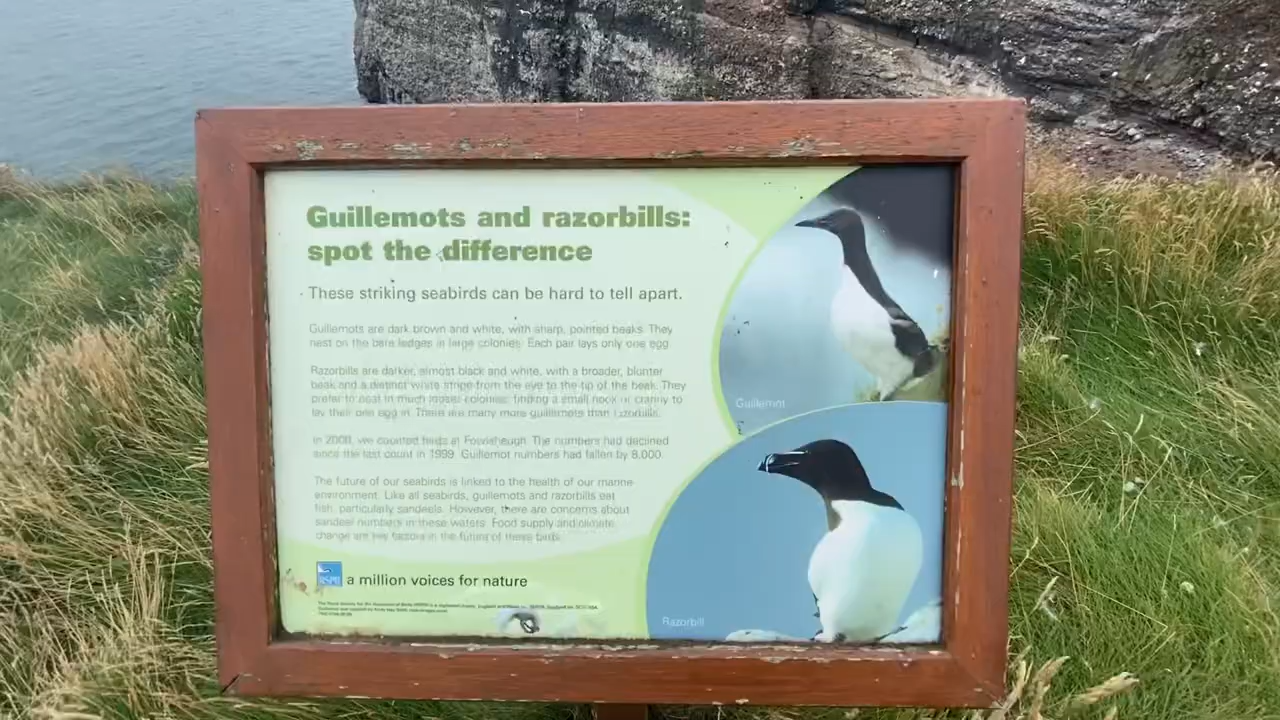 Guillemots and razorbills:
spot the difference
These striking seabirds can be hard to tell apart.
Guillemots are dark brown and white, with sharp, pointed beaks. They
nest on the bare ledges in large colonies. Each pair lays only one egg.
Razorbills are darker, almost black and white, with a broader, blunter
beak and a distinct white stripe from the eye to the tip of the beak. They
prefer to nest in much looser colonies, finding a small nook or cranny to
lay their one egg in. There are many more guillemots than razorbills.
In 2008, we counted birds at Fowlsheugh. The numbers had declined
since the last count in 1999. Guillemot numbers had fallen by 8,000.
The future of our seabirds is linked to the health of our marine
environment. Like all seabirds, guillemots and razorbills eat
fish, particularly sandeels. However, there are concerns about
sandeel numbers in these waters. Food supply and climate
change are key factors in the future of these birds.
Guillemot
Razorbill
RSPB
a million voices for nature